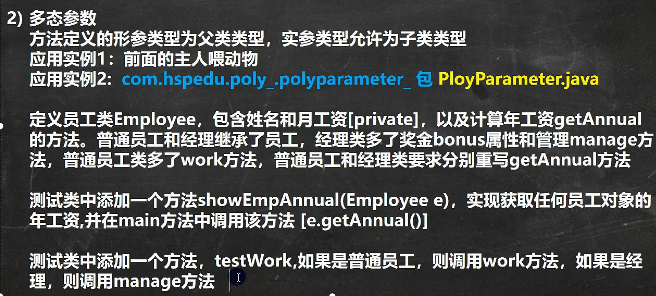 2) 多态参数
方法定义的形参类型为父类类型，实参类型允许为子类类型
应用实例1：前面的主人喂动物
应用实例2：com.hspedu.poly_.polyparameter_ 包 PloyParameter.java
定义员工类Employee，包含姓名和月工资[private]，以及计算年工资getAnnual
的方法。普通员工和经理继承了员工，经理类多了奖金bonus属性和管理manage方
法，普通员工类多了work方法，普通员工和经理类要求分别重写getAnnual方法
测试类中添加一个方法showEmpAnnual(Employee e)，实现获取任何员工对象的
年工资,并在main方法中调用该方法 [e.getAnnual()]
测试类中添加一个方法，testWork,如果是普通员工，则调用work方法，如果是经
理，则调用manage方法